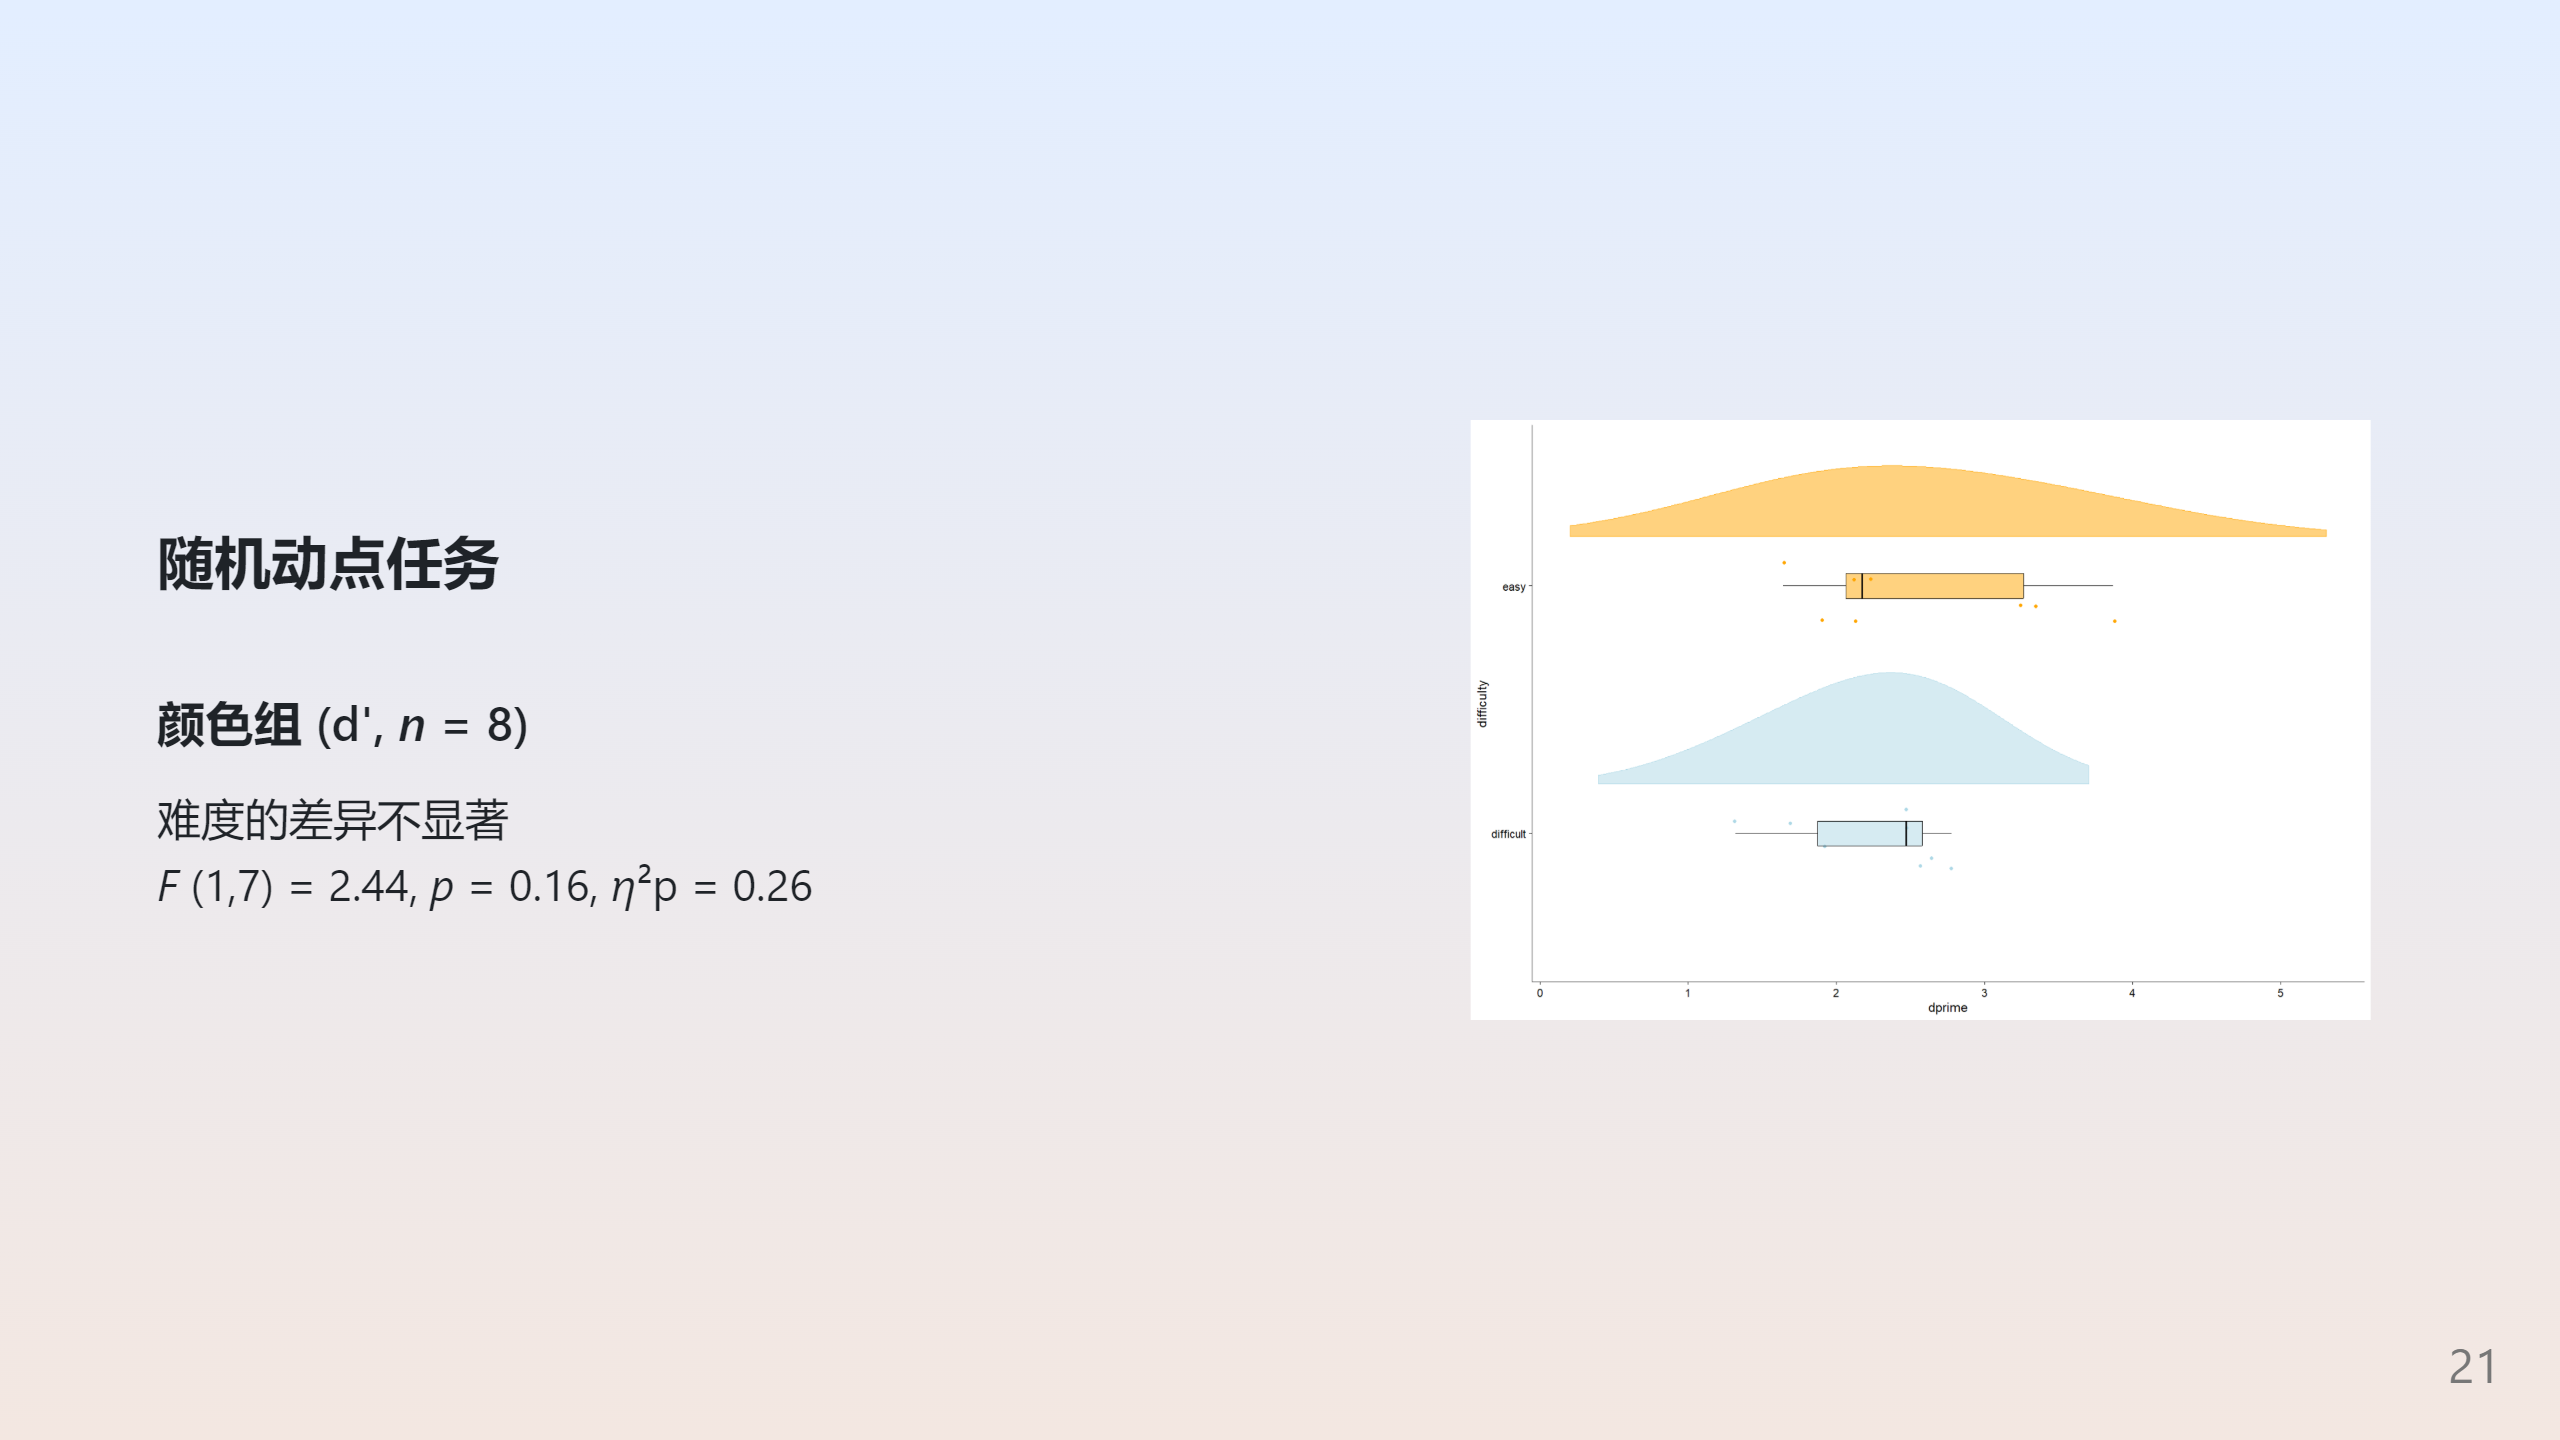 随机动点任务
颜色组 (d', n = 8)
难度的差异不显著
F (1,7) = 2.44, p = 0.16, η²p = 0.26
difficulty
easy
difficult
0 1 2 3 4 5
dprime
21